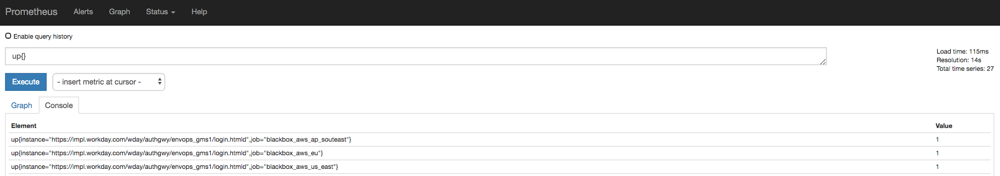 Prometheus Alerts Graph Status Help
Enable query history
up{}
Load time: 115ms
Resolution: 14s
Total time series: 27
Execute - insert metric at cursor -
Graph Console
Element Value
up{instance="https://impl.workday.com/wday/authgwy/envops_gms1/login.htmld",job="blackbox_aws_ap_souteast"} 1
up{instance="https://impl.workday.com/wday/authgwy/envops_gms1/login.htmld",job="blackbox_aws_eu"} 1
up{instance="https://impl.workday.com/wday/authgwy/envops_gms1/login.htmld",job="blackbox_aws_us_east"} 1